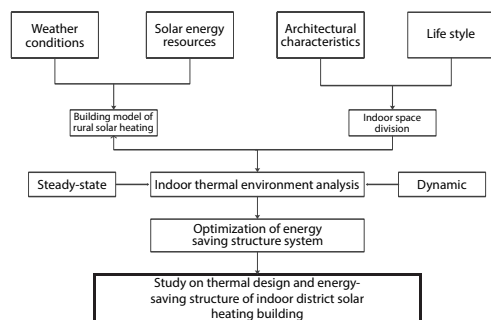 Weather
conditions
Solar energy
resources
Architectural
characteristics
Life style
Building model of
rural solar heating
Indoor space
division
Steady-state
Indoor thermal environment analysis
Dynamic
Optimization of energy
saving structure system
Study on thermal design and energy-
saving structure of indoor district solar
heating building